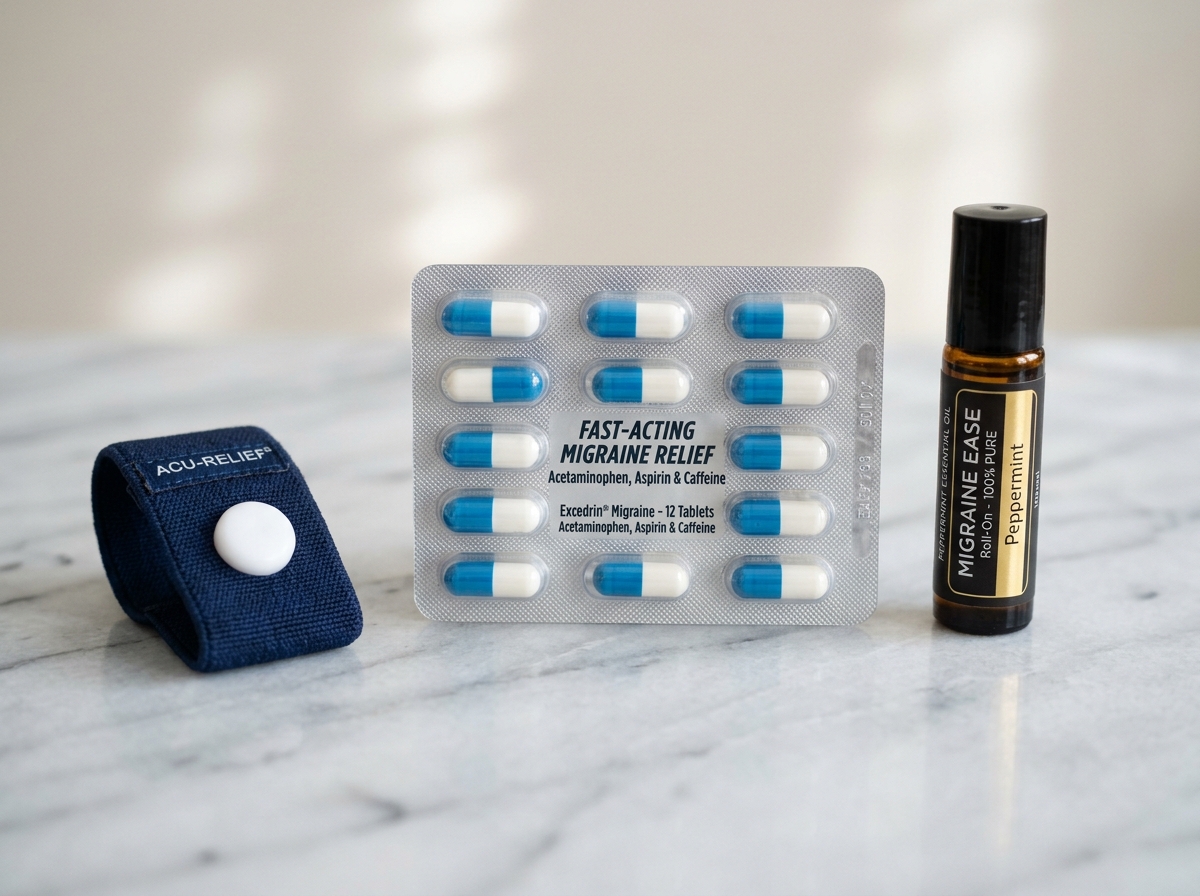 ACU-RELIEF
FAST-ACTING
MIGRAINE RELIEF
Acetaminophen, Aspirin & Caffeine
Excedrin® Migraine - 12 Tablets
Acetaminophen, Aspirin & Caffeine
PEPPERMINT ESSENTIAL OIL
MIGRAINE EASE
Roll-On - 100% PURE
Peppermint